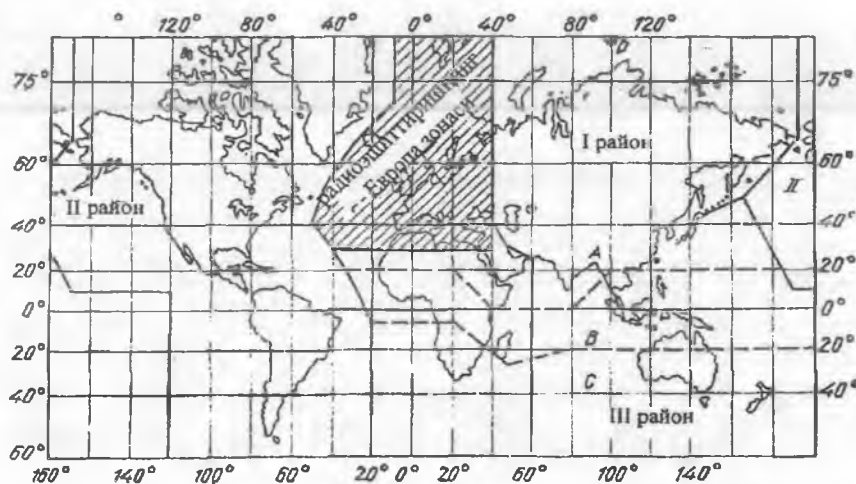 ° 120° 80° 40° 0° 40° 80° 120°
D
75° 75°
радиоэшиттиришнинг
Европа зонаси
I район
60° 60°
II район
II
40° 40°
A
20° 20°
0° 0°
B
20° 20°
C
40° 40°
III район
60°
160° 140° 100° 60° 20° 0° 20° 60° 100° 140°